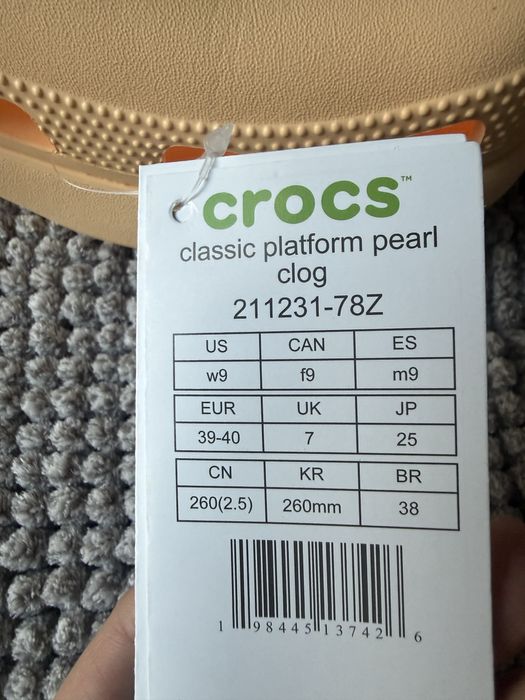 crocs™
classic platform pearl
clog
211231-78Z
US CAN ES
w9 f9 m9
EUR UK JP
39-40 7 25
CN KR BR
260(2.5) 260mm 38
1 98445 13742 6